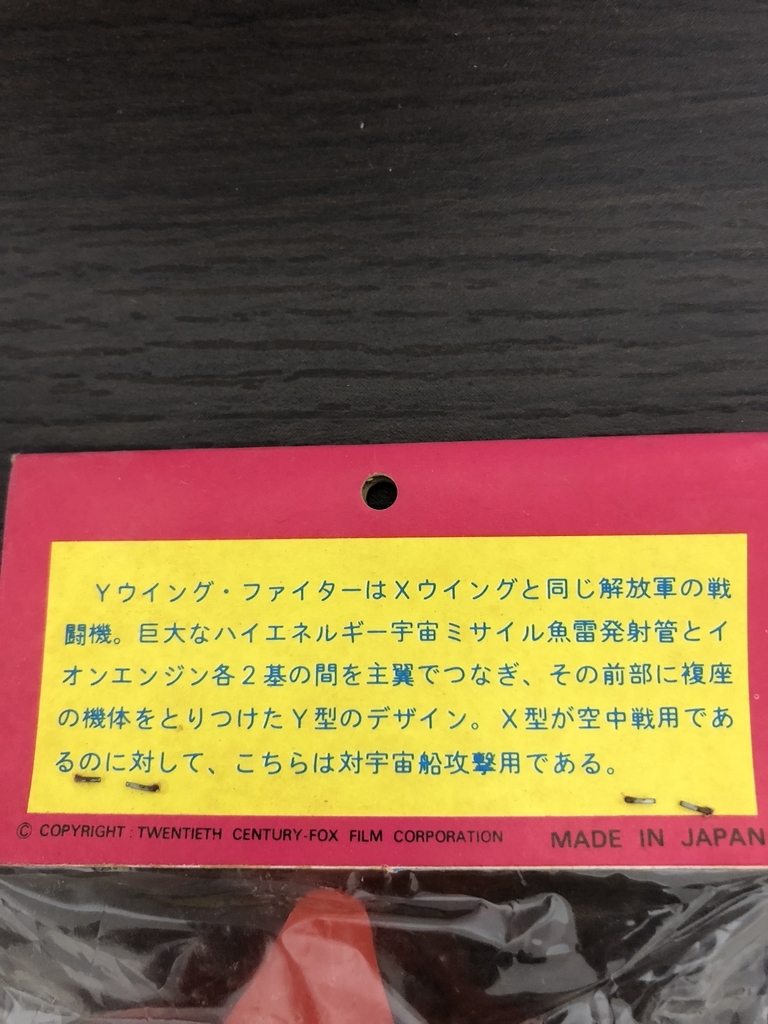 Yウイング・ファイターはXウイングと同じ解放軍の戦
闘機。巨大なハイエネルギー宇宙ミサイル魚雷発射管とイ
オンエンジン各2基の間を主翼でつなぎ、その前部に複座
の機体をとりつけたY型のデザイン。X型が空中戦用であ
るのに対して、こちらは対宇宙船攻撃用である。
© COPYRIGHT : TWENTIETH CENTURY-FOX FILM CORPORATION MADE IN JAPAN